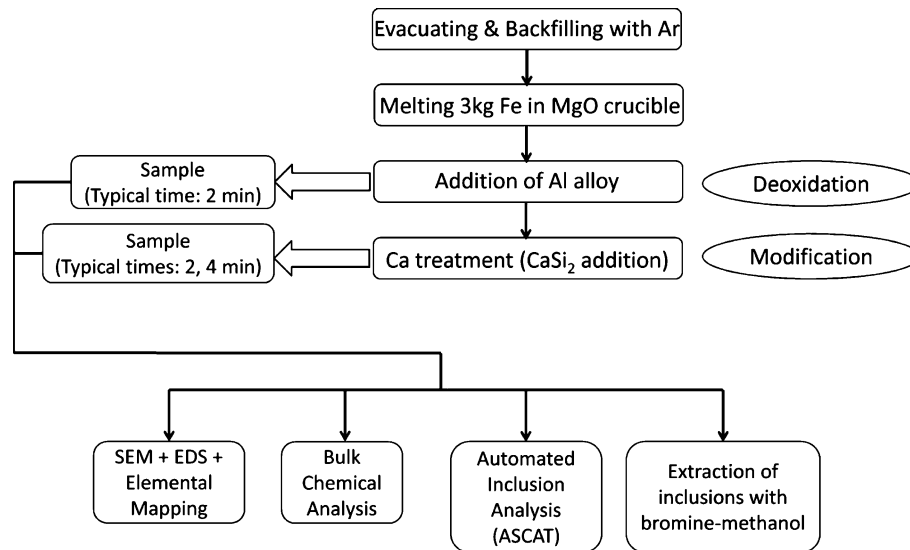 Evacuating & Backfilling with Ar
Melting 3kg Fe in MgO crucible
Sample
(Typical time: 2 min)
Addition of Al alloy
Deoxidation
Sample
(Typical times: 2, 4 min)
Ca treatment (CaSi₂ addition)
Modification
SEM + EDS +
Elemental
Mapping
Bulk
Chemical
Analysis
Automated
Inclusion
Analysis
(ASCAT)
Extraction of
inclusions with
bromine-methanol